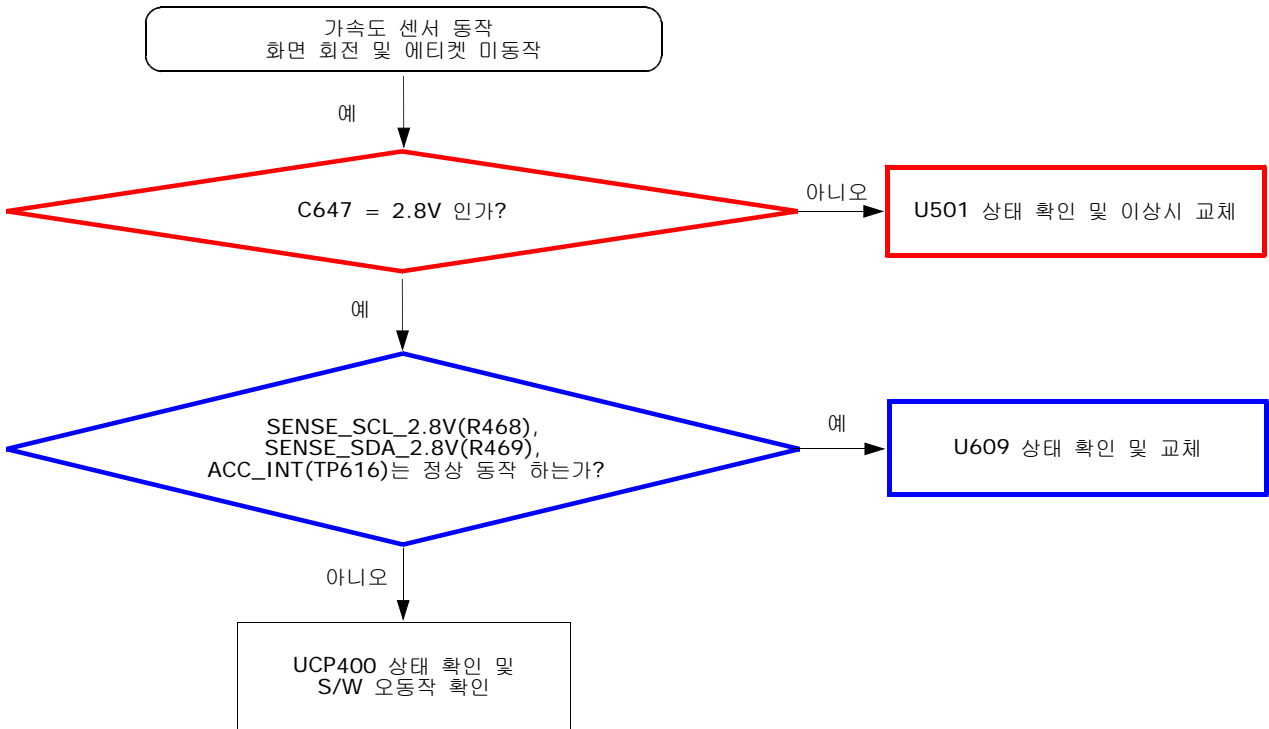 가속도 센서 동작
화면 회전 및 에티켓 미동작
예
C647 = 2.8V 인가?
아니오
U501 상태 확인 및 이상시 교체
예
SENSE_SCL_2.8V(R468),
SENSE_SDA_2.8V(R469),
ACC_INT(TP616)는 정상 동작 하는가?
예
U609 상태 확인 및 교체
아니오
UCP400 상태 확인 및
S/W 오동작 확인